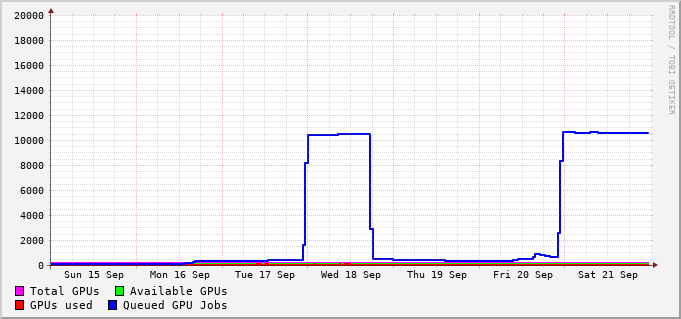 20000
18000
16000
14000
12000
10000
8000
6000
4000
2000
0
Sun 15 Sep Mon 16 Sep Tue 17 Sep Wed 18 Sep Thu 19 Sep Fri 20 Sep Sat 21 Sep
Total GPUs Available GPUs
GPUs used Queued GPU Jobs
RRDTOOL / TOBI OETIKER